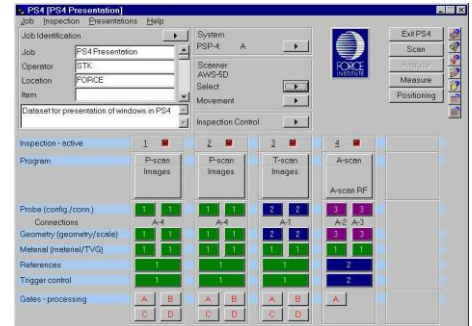 PS4 [PS4 Presentation]
Job Inspection Presentations Help
Job Identification
Job PS4 Presentation
Operator STK
Location FORCE
Item
Dataset for presentation of windows in PS4
System
PSP-4: A
Scanner
AWS-5D
Select
Movement
Inspection Control
FORCE
INSTITUTE
Exit PS4
Scan
Analyze
Measure
Positioning
Inspection - active 1 2 3 4
Program P-scan Images P-scan Images T-scan Images A-scan
A-scan RF
Probe (config./conn.) 1 1 1 1 2 2 3 3
Connections A-4 A-4 A-1 A-2 A-3
Geometry (geometry/scale) 1 1 1 1 2 2 3 3
Material (material/TVG) 1 1 1 1 1 1 1 1
References 1 1 1 2
Trigger control 1 1 1 2
Gates - processing A B A B A B A
C D C D C D